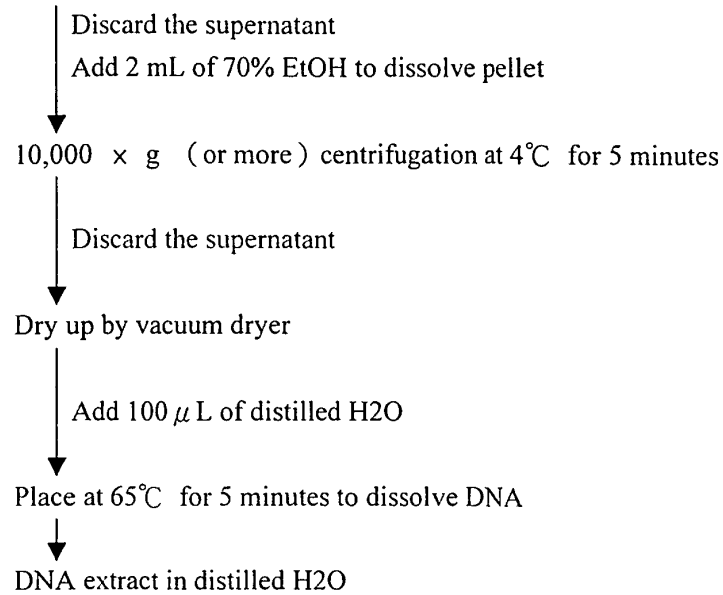 Discard the supernatant
Add 2 mL of 70% EtOH to dissolve pellet
10,000 × g (or more) centrifugation at 4℃ for 5 minutes
Discard the supernatant
Dry up by vacuum dryer
Add 100 μ L of distilled H2O
Place at 65℃ for 5 minutes to dissolve DNA
DNA extract in distilled H2O